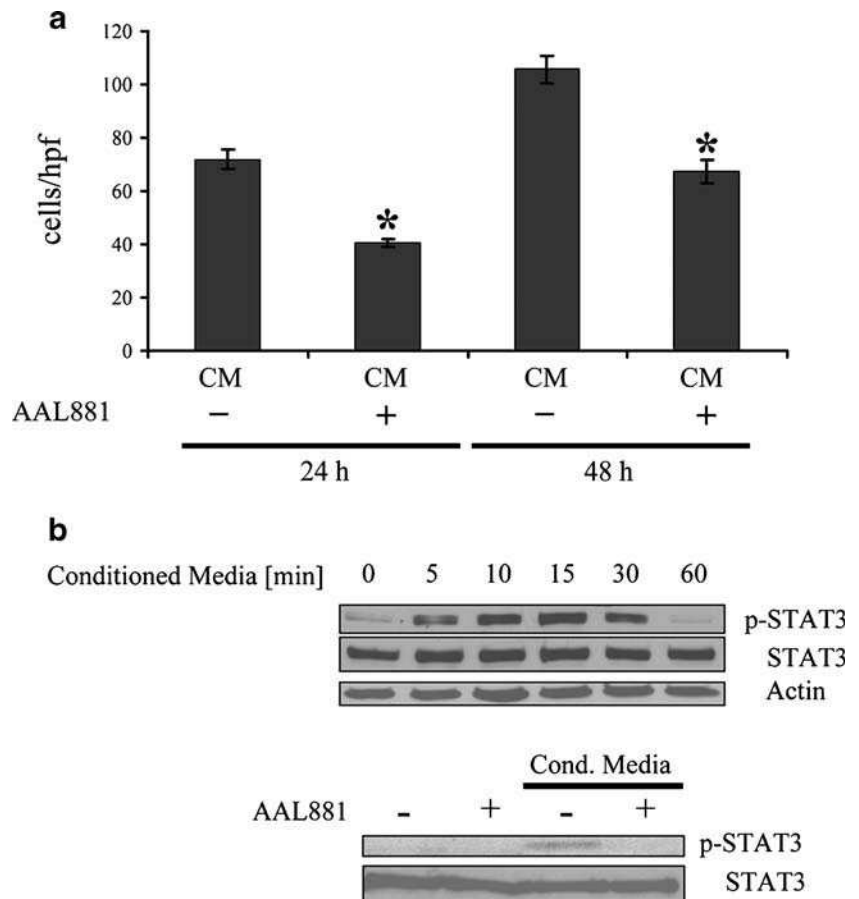 a
120
100
80
60
40
20
0
cells/hpf
* *
CM CM CM CM
AAL881 – + – +
24 h 48 h
b
Conditioned Media [min] 0 5 10 15 30 60
p-STAT3
STAT3
Actin
Cond. Media
AAL881 - + - +
p-STAT3
STAT3